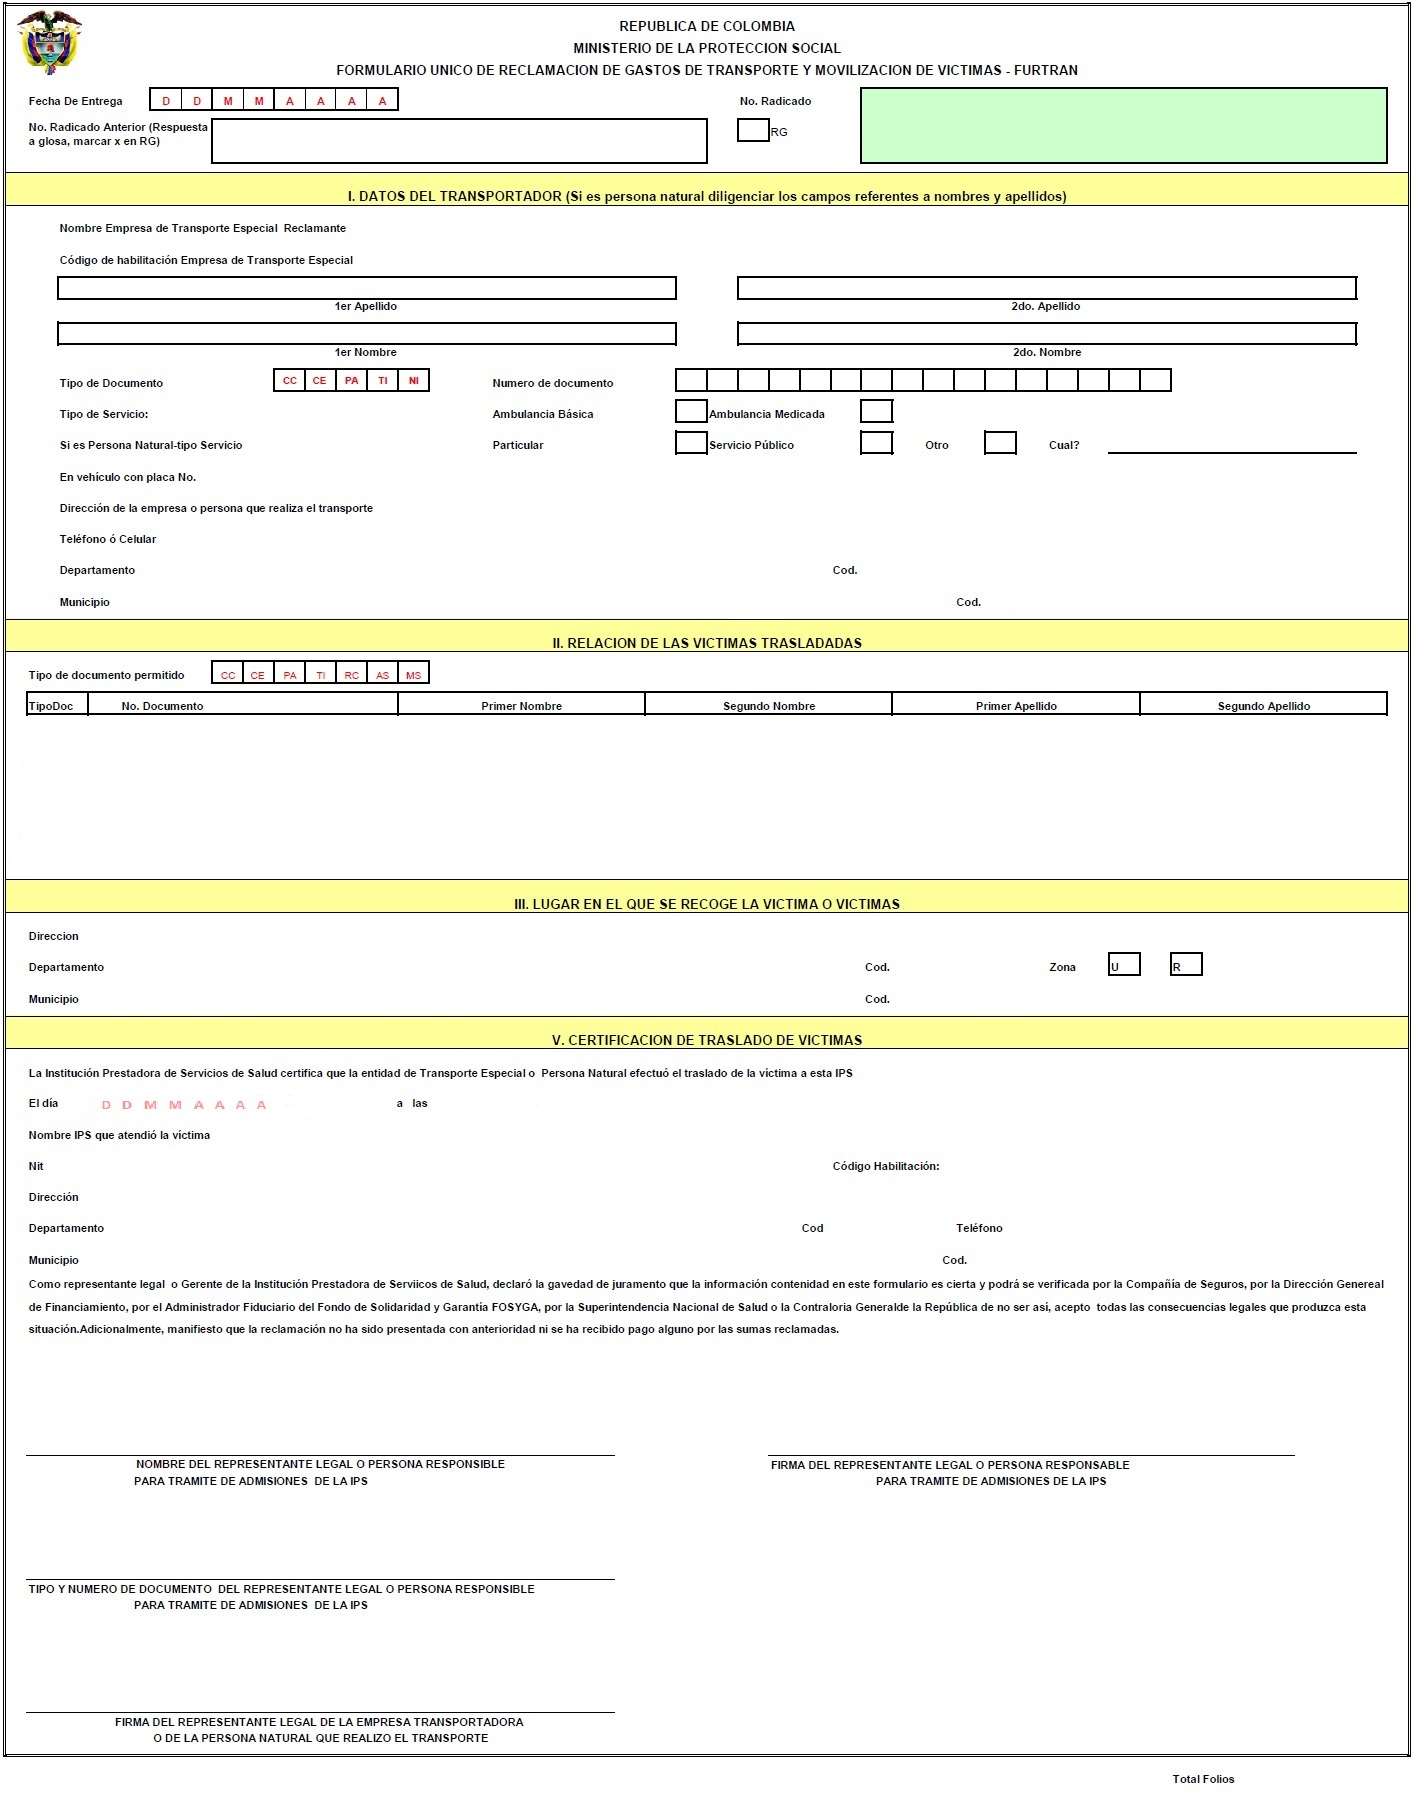 REPUBLICA DE COLOMBIA
MINISTERIO DE LA PROTECCION SOCIAL
FORMULARIO UNICO DE RECLAMACION DE GASTOS DE TRANSPORTE Y MOVILIZACION DE VICTIMAS - FURTRAN
Fecha De Entrega D D M M A A A A No. Radicado
No. Radicado Anterior (Respuesta
a glosa, marcar x en RG) RG
I. DATOS DEL TRANSPORTADOR (Si es persona natural diligenciar los campos referentes a nombres y apellidos)
Nombre Empresa de Transporte Especial Reclamante
Código de habilitación Empresa de Transporte Especial
1er Apellido 2do. Apellido
1er Nombre 2do. Nombre
Tipo de Documento CC CE PA TI NI Numero de documento
Tipo de Servicio: Ambulancia Básica Ambulancia Medicada
Si es Persona Natural-tipo Servicio Particular Servicio Público Otro Cual?
En vehículo con placa No.
Dirección de la empresa o persona que realiza el transporte
Teléfono ó Celular
Departamento Cod.
Municipio Cod.
II. RELACION DE LAS VICTIMAS TRASLADADAS
Tipo de documento permitido CC CE PA TI RC AS MS
TipoDoc No. Documento Primer Nombre Segundo Nombre Primer Apellido Segundo Apellido
III. LUGAR EN EL QUE SE RECOGE LA VICTIMA O VICTIMAS
Direccion
Departamento Cod. Zona U R
Municipio Cod.
V. CERTIFICACION DE TRASLADO DE VICTIMAS
La Institución Prestadora de Servicios de Salud certifica que la entidad de Transporte Especial o Persona Natural efectuó el traslado de la víctima a esta IPS
El día D D M M A A A A a las
Nombre IPS que atendió la víctima
Nit Código Habilitación:
Dirección
Departamento Cod Teléfono
Municipio Cod.
Como representante legal o Gerente de la Institución Prestadora de Serviicos de Salud, declaró la gavedad de juramento que la información contenidad en este formulario es cierta y podrá se verificada por la Compañía de Seguros, por la Dirección Genereal
de Financiamiento, por el Administrador Fiduciario del Fondo de Solidaridad y Garantía FOSYGA, por la Superintendencia Nacional de Salud o la Contraloria Generalde la República de no ser así, acepto todas las consecuencias legales que produzca esta
situación.Adicionalmente, manifiesto que la reclamación no ha sido presentada con anterioridad ni se ha recibido pago alguno por las sumas reclamadas.
NOMBRE DEL REPRESENTANTE LEGAL O PERSONA RESPONSIBLE FIRMA DEL REPRESENTANTE LEGAL O PERSONA RESPONSABLE
PARA TRAMITE DE ADMISIONES DE LA IPS PARA TRAMITE DE ADMISIONES DE LA IPS
TIPO Y NUMERO DE DOCUMENTO DEL REPRESENTANTE LEGAL O PERSONA RESPONSIBLE
PARA TRAMITE DE ADMISIONES DE LA IPS
FIRMA DEL REPRESENTANTE LEGAL DE LA EMPRESA TRANSPORTADORA
O DE LA PERSONA NATURAL QUE REALIZO EL TRANSPORTE
Total Folios